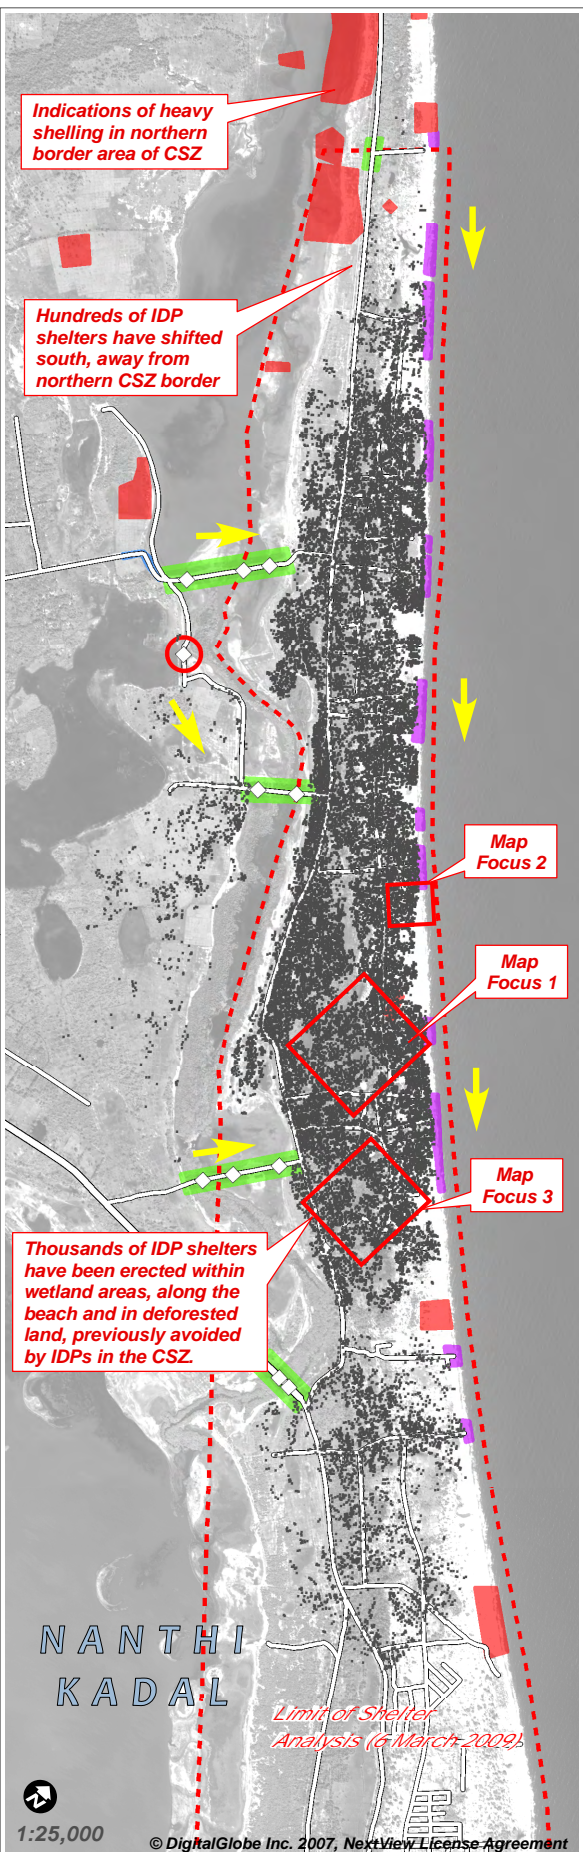 Indications of heavy
shelling in northern
border area of CSZ
Hundreds of IDP
shelters have shifted
south, away from
northern CSZ border
Map
Focus 2
Map
Focus 1
Map
Focus 3
Thousands of IDP shelters
have been erected within
wetland areas, along the
beach and in deforested
land, previously avoided
by IDPs in the CSZ.
NANTHI
KADAL
Limit of Shelter
Analysis (6 March 2009)
N
1:25,000
© DigitalGlobe Inc. 2007, NextView License Agreement